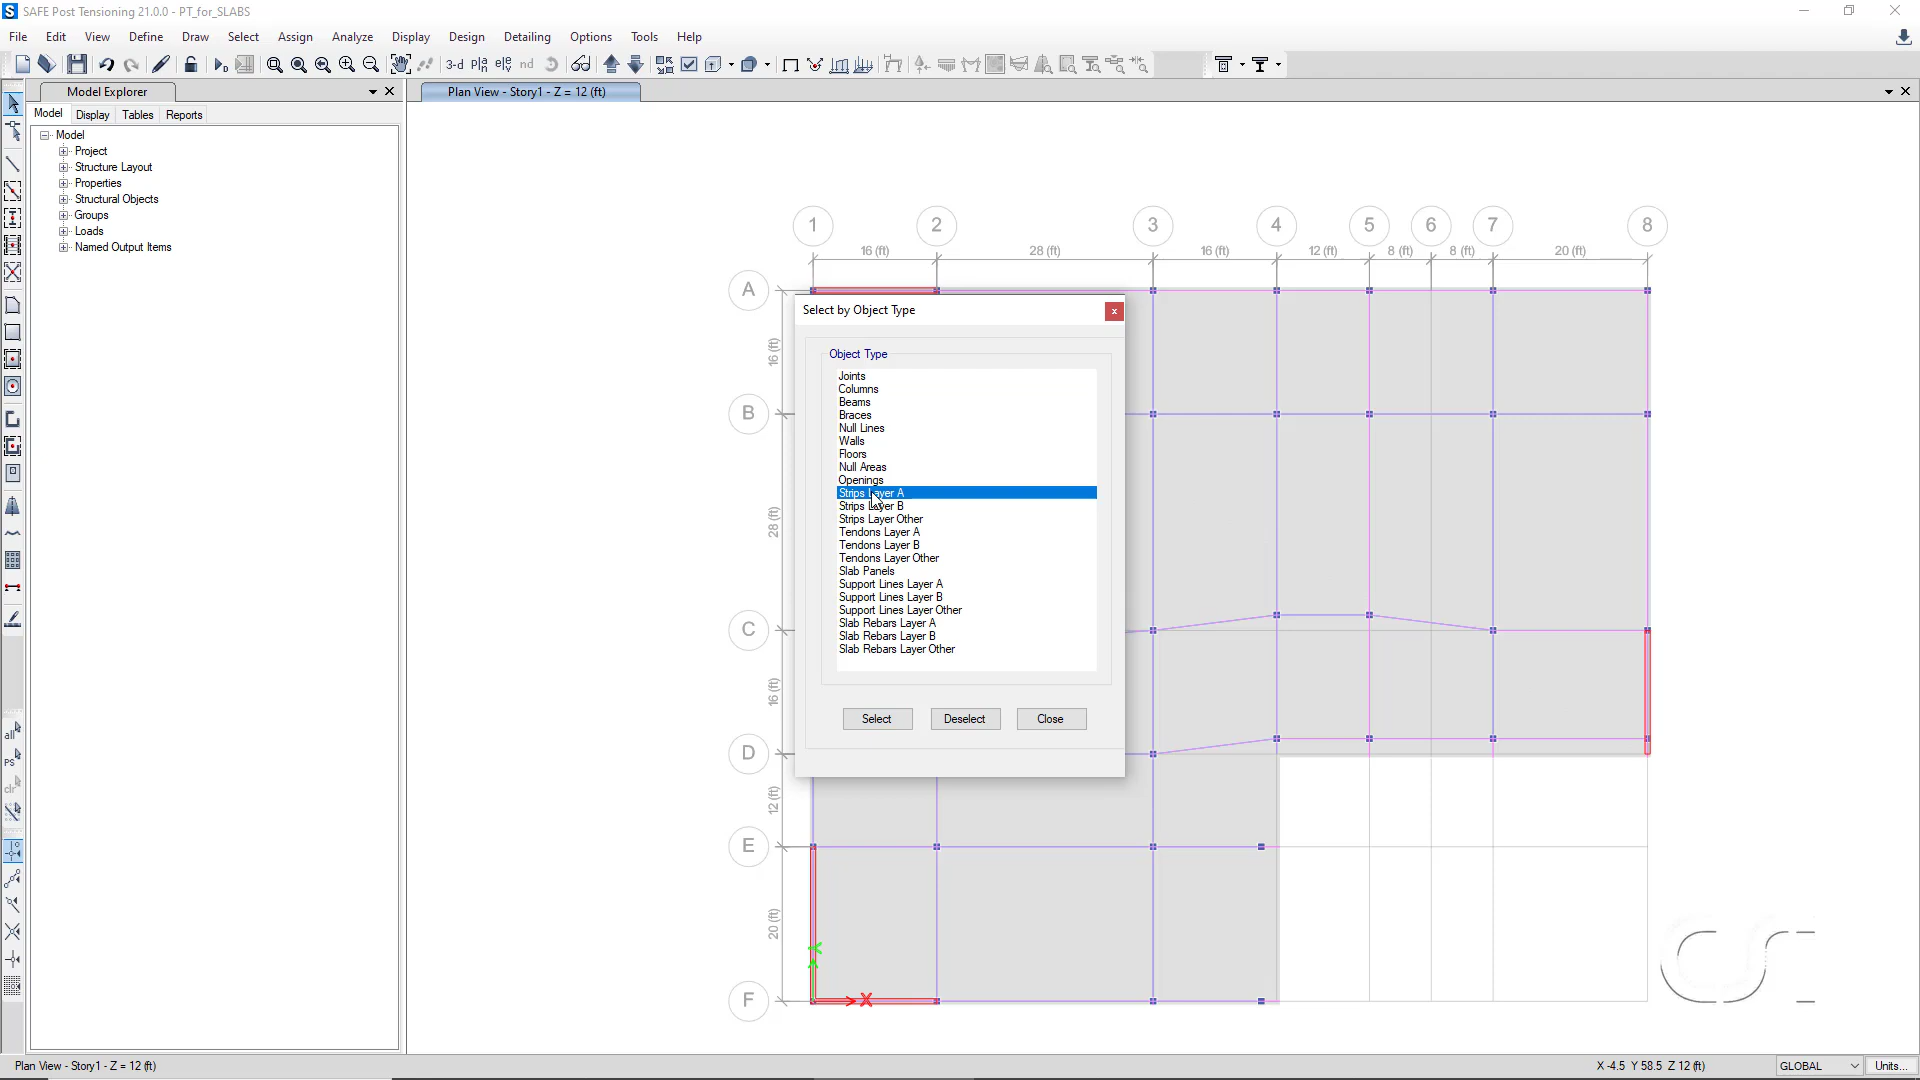 SAFE Post Tensioning 21.0.0 - PT_for_SLABS
File Edit View Define Draw Select Assign Analyze Display Design Detailing Options Tools Help
3-d nd
Model Explorer
Plan View - Story1 - Z = 12 (ft)
Model Display Tables Reports
Model
Project
Structure Layout
Properties
Structural Objects
Groups
Loads
Named Output Items
1 2 3 4 5 6 7 8
16 (ft) 28 (ft) 16 (ft) 12 (ft) 8 (ft) 8 (ft) 20 (ft)
A
16 (ft)
B
28 (ft)
C
16 (ft)
D
12 (ft)
E
20 (ft)
F
X
Select by Object Type
Object Type
Joints
Columns
Beams
Braces
Null Lines
Walls
Floors
Null Areas
Openings
Strips Layer A
Strips Layer B
Strips Layer Other
Tendons Layer A
Tendons Layer B
Tendons Layer Other
Slab Panels
Support Lines Layer A
Support Lines Layer B
Support Lines Layer Other
Slab Rebars Layer A
Slab Rebars Layer B
Slab Rebars Layer Other
Select Deselect Close
all
PS
clr
Plan View - Story1 - Z = 12 (ft)
X -4.5 Y 58.5 Z 12 (ft)
GLOBAL
Units...